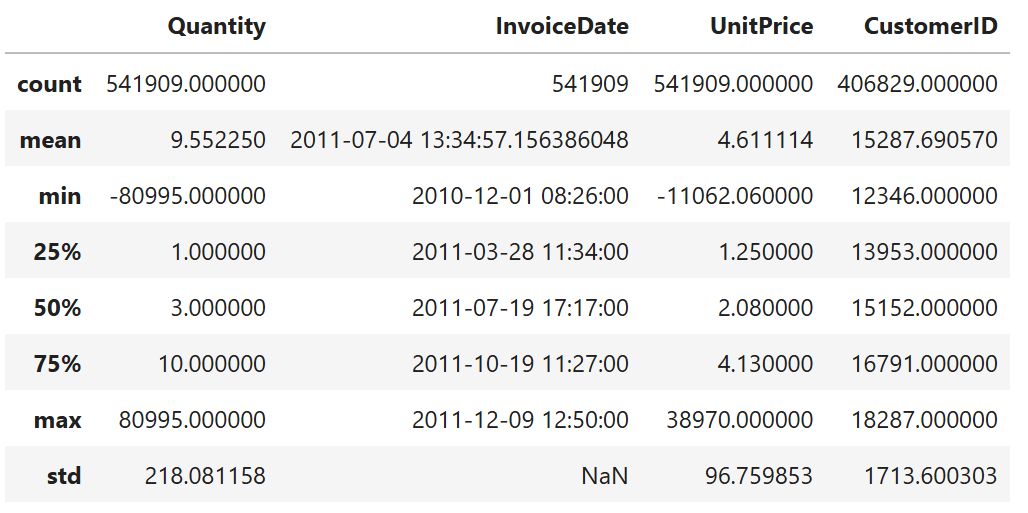 Quantity InvoiceDate UnitPrice CustomerID
count 541909.000000 541909 541909.000000 406829.000000
mean 9.552250 2011-07-04 13:34:57.156386048 4.611114 15287.690570
min -80995.000000 2010-12-01 08:26:00 -11062.060000 12346.000000
25% 1.000000 2011-03-28 11:34:00 1.250000 13953.000000
50% 3.000000 2011-07-19 17:17:00 2.080000 15152.000000
75% 10.000000 2011-10-19 11:27:00 4.130000 16791.000000
max 80995.000000 2011-12-09 12:50:00 38970.000000 18287.000000
std 218.081158 NaN 96.759853 1713.600303